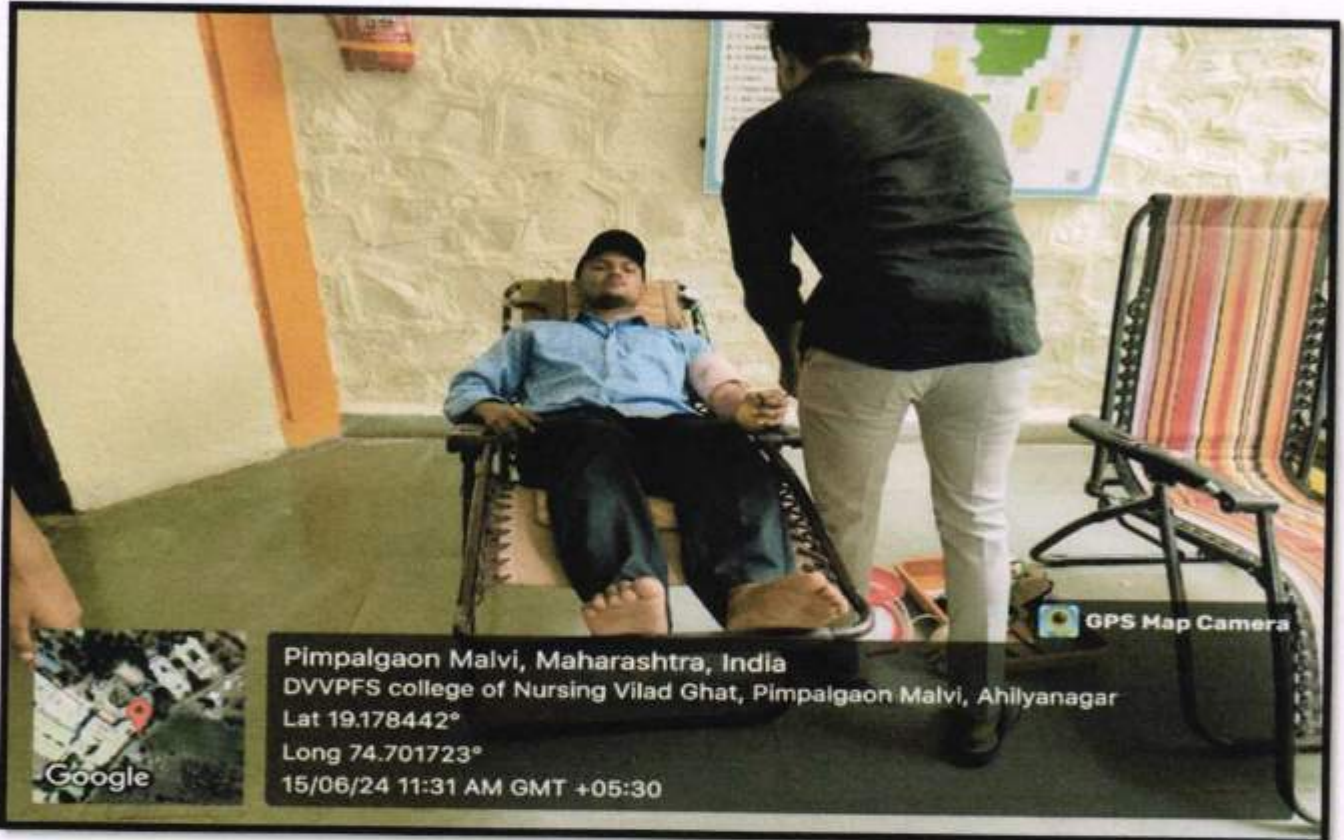 GPS Map Camera
Pimpalgaon Malvi, Maharashtra, India
DVVPFS college of Nursing Vilad Ghat, Pimpalgaon Malvi, Ahilyanagar
Lat 19.178442°
Long 74.701723°
15/06/24 11:31 AM GMT +05:30
Google